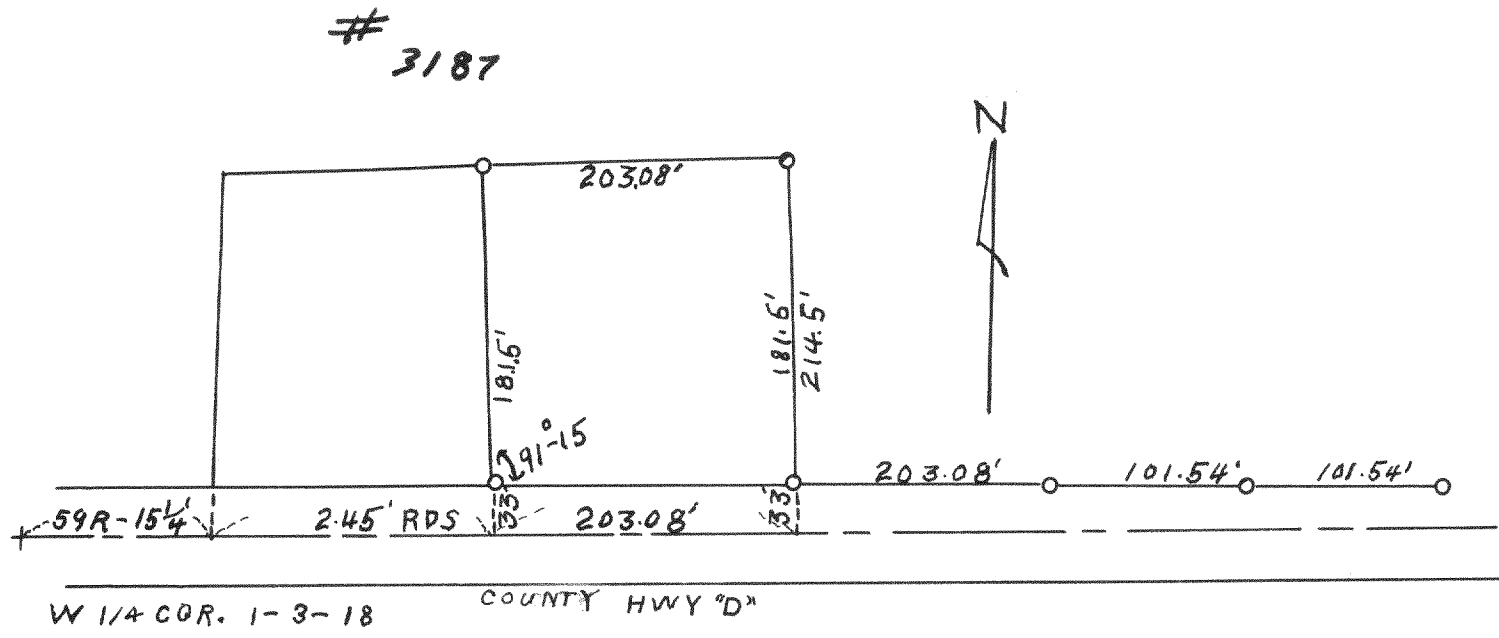 #
3187
N
203.08'
181.5'
181.5'
214.5'
91°-15
203.08'
101.54'
101.54'
59R-15 1/4'
2.45' RDS
33'
203.08'
33'
COUNTY HWY "D"
W 1/4 COR. 1-3-18